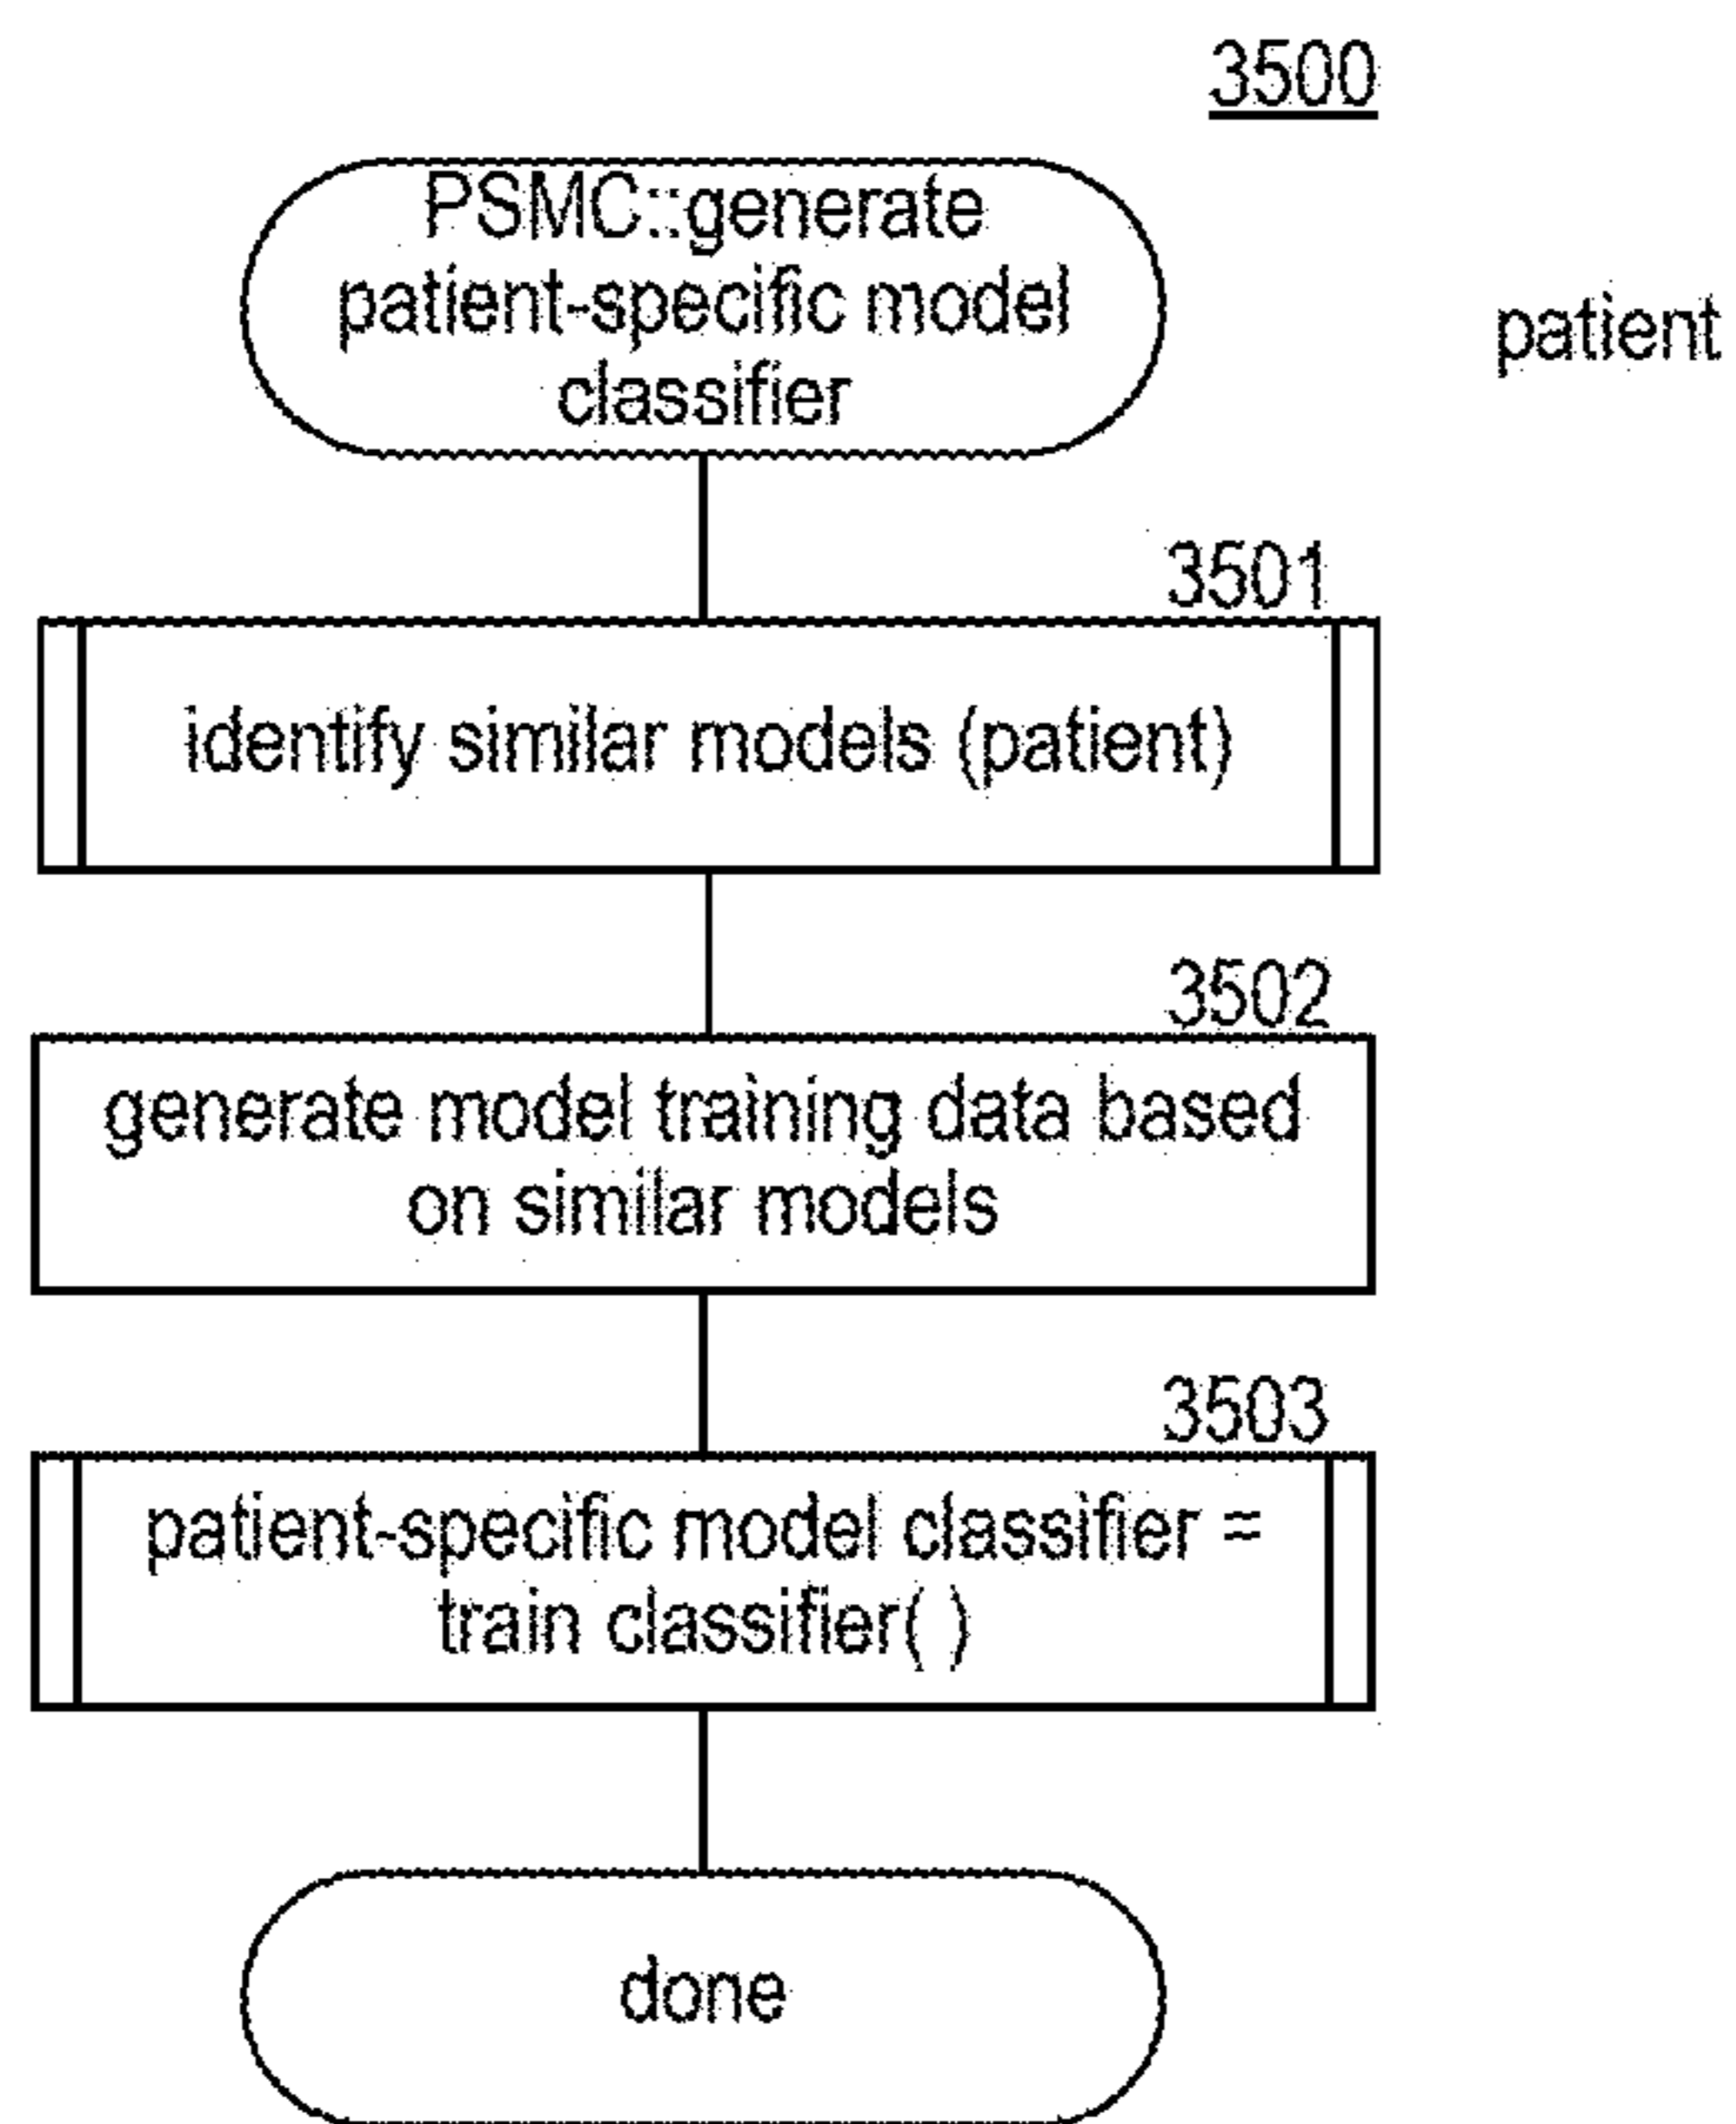 3500
PSMC::generate
patient-specific model
classifier
patient
3501
identify similar models (patient)
3502
generate model training data based
on similar models
3503
patient-specific model classifier =
train classifier( )
done